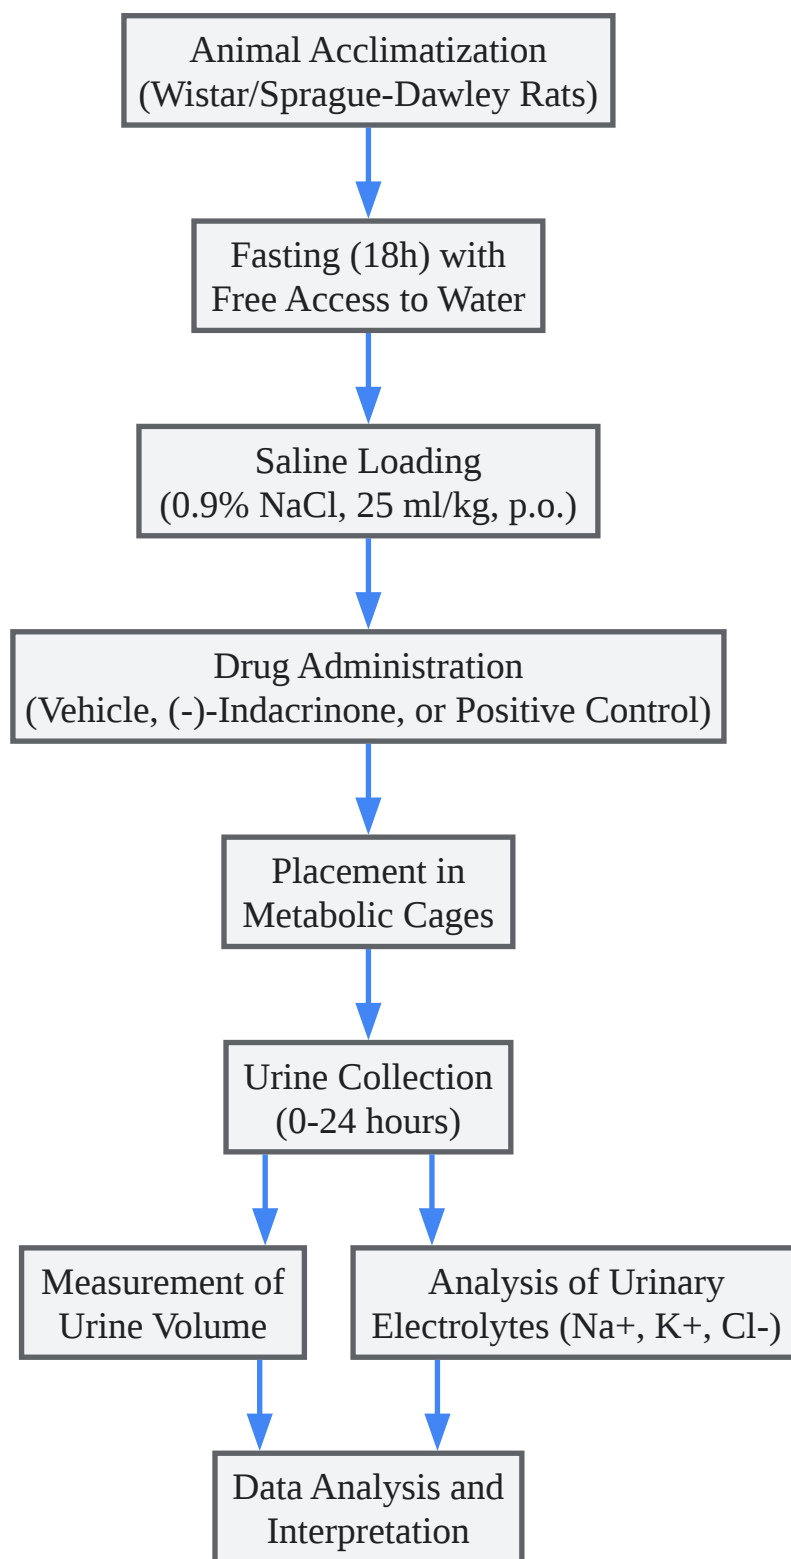 Animal Acclimatization
(Wistar/Sprague-Dawley Rats)
Fasting (18h) with
Free Access to Water
Saline Loading
(0.9% NaCl, 25 ml/kg, p.o.)
Drug Administration
(Vehicle, (-)-Indacrinone, or Positive Control)
Placement in
Metabolic Cages
Urine Collection
(0-24 hours)
Measurement of
Urine Volume
Analysis of Urinary
Electrolytes (Na+, K+, Cl-)
Data Analysis and
Interpretation